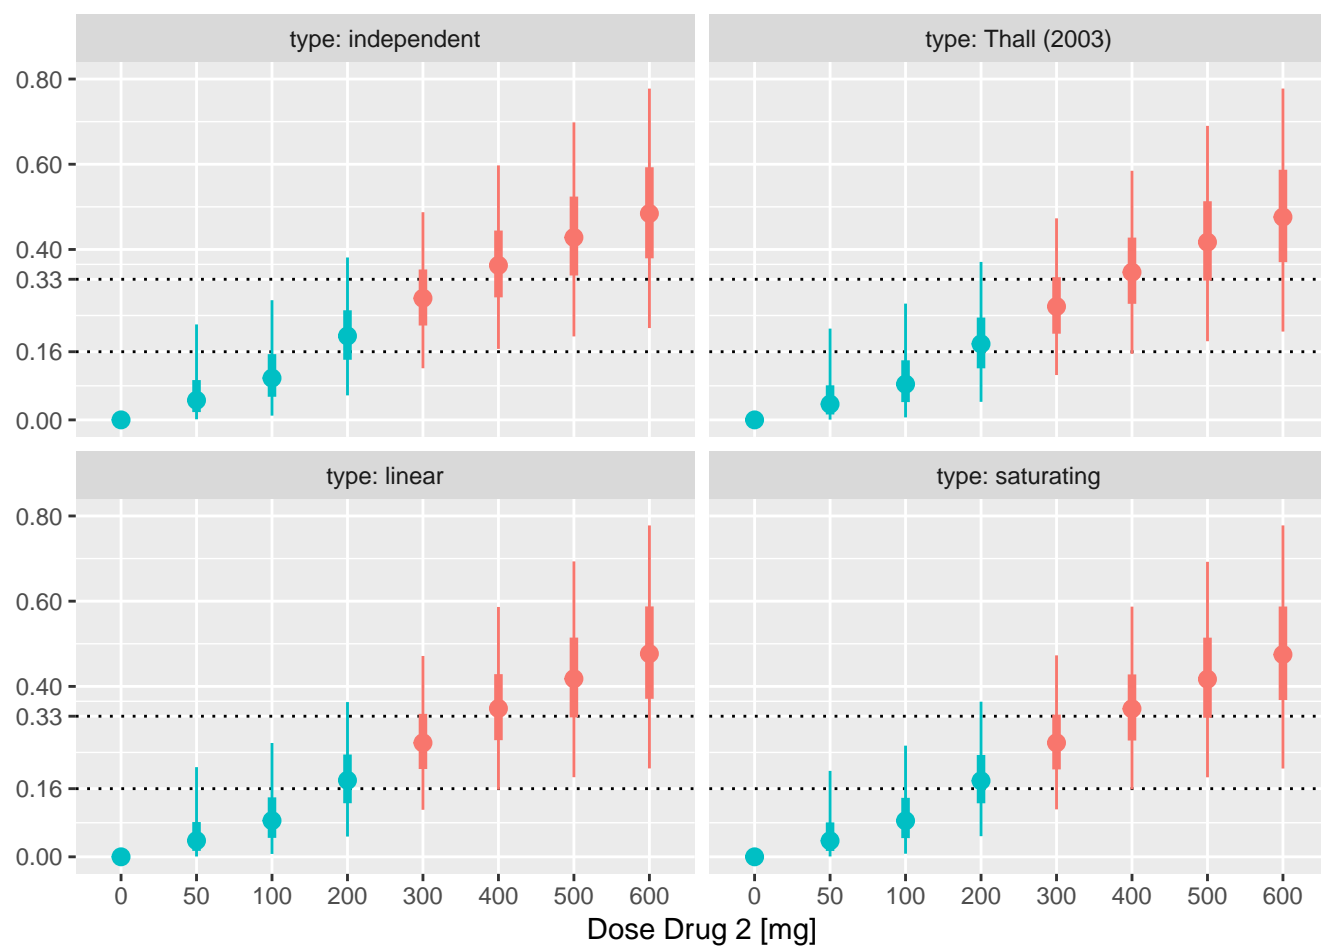 type: independent
type: Thall (2003)
0.80
0.60
0.40
0.33
0.16
0.00
type: linear
type: saturating
0.80
0.60
0.40
0.33
0.16
0.00
0 50 100 200 300 400 500 600 0 50 100 200 300 400 500 600
Dose Drug 2 [mg]